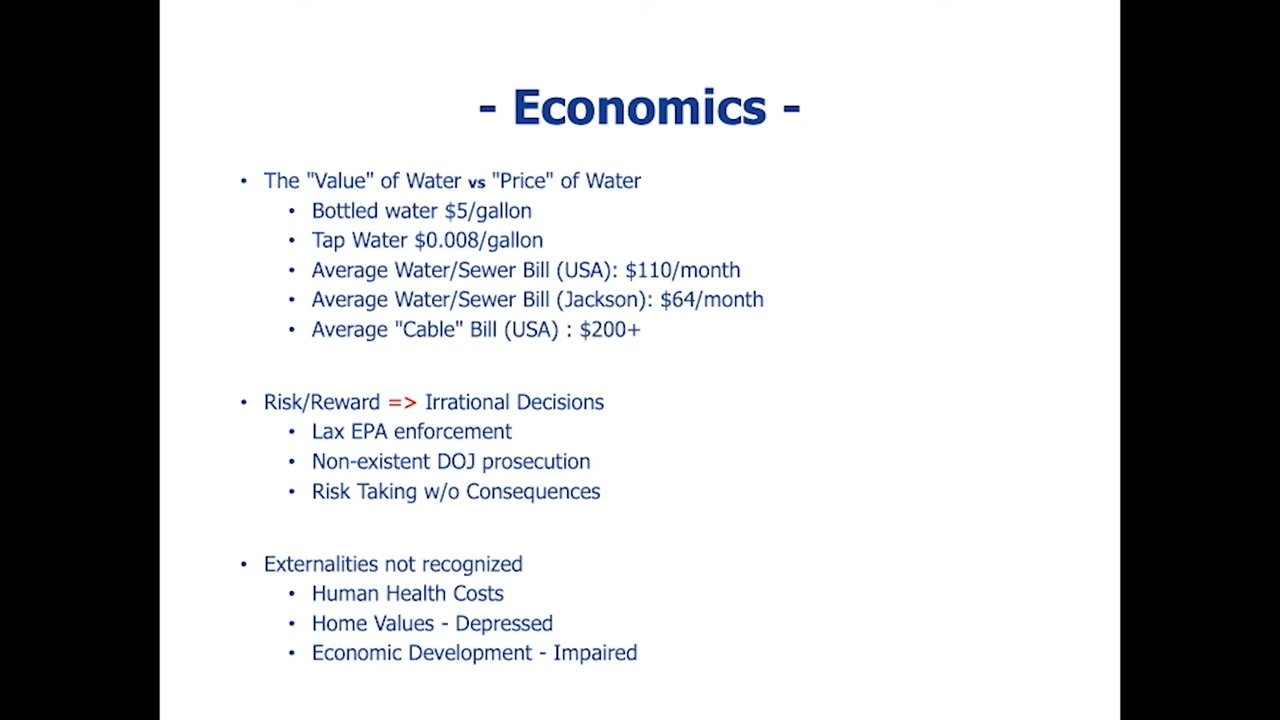 - Economics -
• The "Value" of Water vs "Price" of Water
• Bottled water $5/gallon
• Tap Water $0.008/gallon
• Average Water/Sewer Bill (USA): $110/month
• Average Water/Sewer Bill (Jackson): $64/month
• Average "Cable" Bill (USA) : $200+
• Risk/Reward => Irrational Decisions
• Lax EPA enforcement
• Non-existent DOJ prosecution
• Risk Taking w/o Consequences
• Externalities not recognized
• Human Health Costs
• Home Values - Depressed
• Economic Development - Impaired